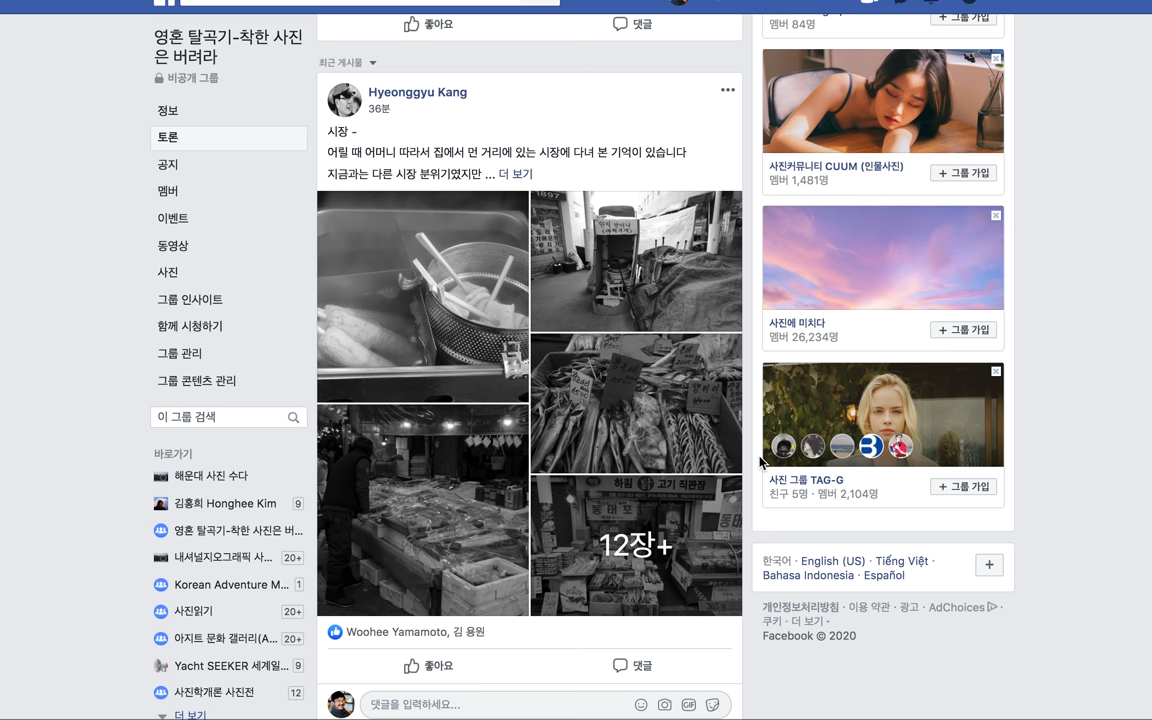 좋아요
댓글
영혼 탈곡기-착한 사진
은 버려라
비공개 그룹
정보
토론
공지
멤버
이벤트
동영상
사진
그룹 인사이트
함께 시청하기
그룹 관리
그룹 콘텐츠 관리
이 그룹 검색
바로가기
해운대 사진 수다
김홍희 Honghee Kim 9
영혼 탈곡기-착한 사진은 버...
내셔널지오그래픽 사... 20+
Korean Adventure M... 1
사진읽기 20+
아지트 문화 갤러리(A... 20+
Yacht SEEKER 세계일... 9
사진학개론 사진전 12
더 보기
최근 게시물
Hyeonggyu Kang
36분
시장 -
어릴 때 어머니 따라서 집에서 먼 거리에 있는 시장에 다녀 본 기억이 있습니다
지금과는 다른 시장 분위기였지만 ... 더 보기
1897
하림 고기 직판장
동태포
12장+
Woohee Yamamoto, 김 용원
좋아요
댓글
댓글을 입력하세요...
GIF
멤버 84명
+ 그룹 가입
사진커뮤니티 CUUM (인물사진)
멤버 1,481명
+ 그룹 가입
사진에 미치다
멤버 26,234명
+ 그룹 가입
B
사진 그룹 TAG-G
친구 5명 · 멤버 2,104명
+ 그룹 가입
한국어 · English (US) · Tiếng Việt ·
Bahasa Indonesia · Español
+
개인정보처리방침 · 이용 약관 · 광고 · AdChoices ·
쿠키 · 더 보기
Facebook © 2020